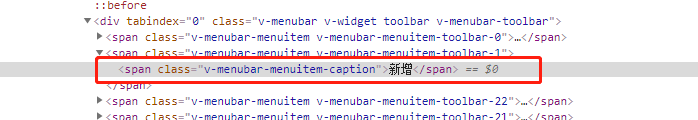 ::before
▼<div tabindex="0" class="v-menubar v-widget toolbar v-menubar-toolbar">
▶<span class="v-menubar-menuitem v-menubar-menuitem-toolbar-0">…</span>
▼<span class="v-menubar-menuitem v-menubar-menuitem-toolbar-1">
<span class="v-menubar-menuitem-caption">新增</span> == $0
</span>
▶<span class="v-menubar-menuitem v-menubar-menuitem-toolbar-22">…</span>
▶<span class="v-menubar-menuitem v-menubar-menuitem-toolbar-21">…</span>